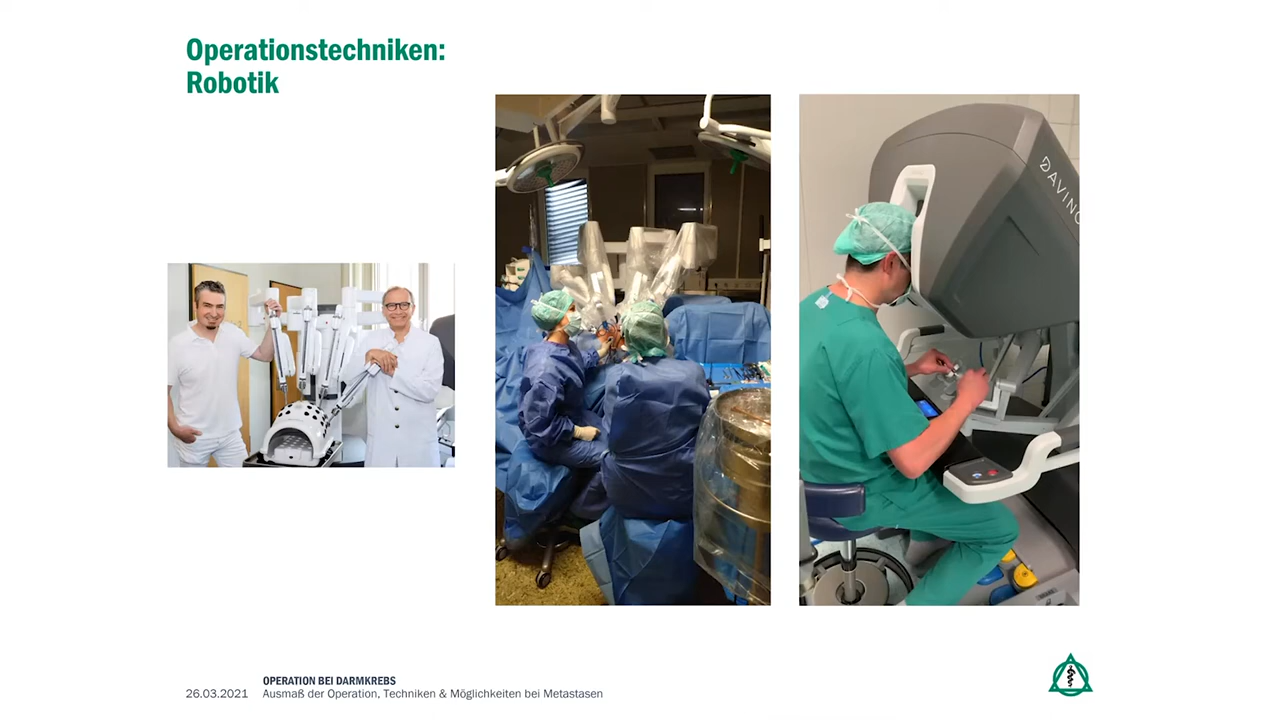 Operationstechniken:
Robotik
DAVINC
OPERATION BEI DARMKREBS
26.03.2021 Ausmaß der Operation, Techniken & Möglichkeiten bei Metastasen